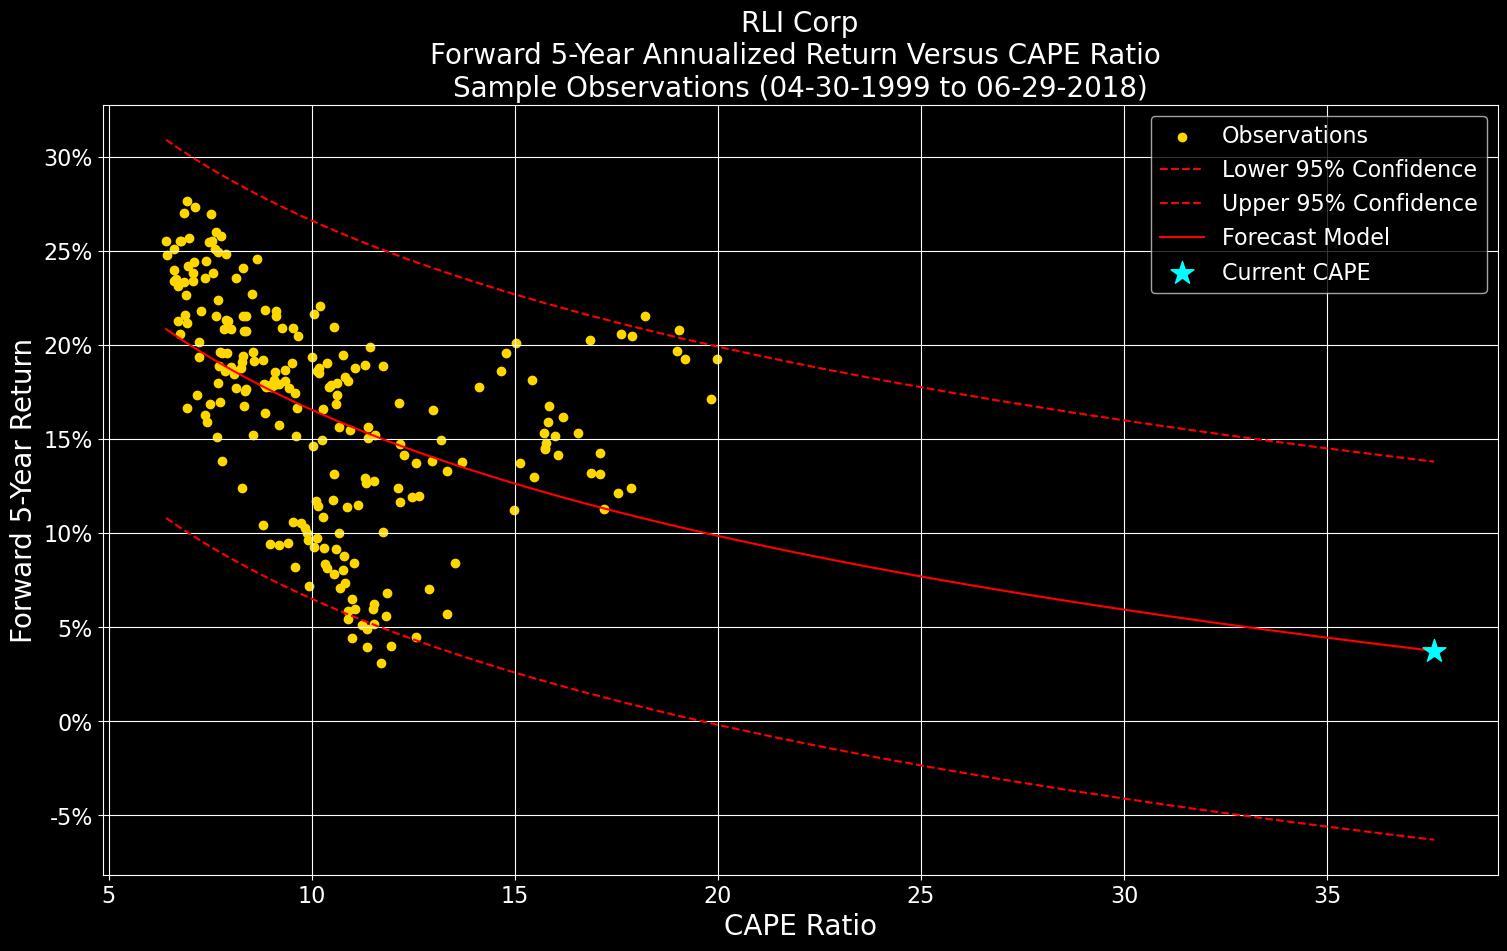 RLI Corp
Forward 5-Year Annualized Return Versus CAPE Ratio
Sample Observations (04-30-1999 to 06-29-2018)
Observations
Lower 95% Confidence
Upper 95% Confidence
Forecast Model
Current CAPE
Forward 5-Year Return
30%
25%
20%
15%
10%
5%
0%
-5%
5 10 15 20 25 30 35
CAPE Ratio